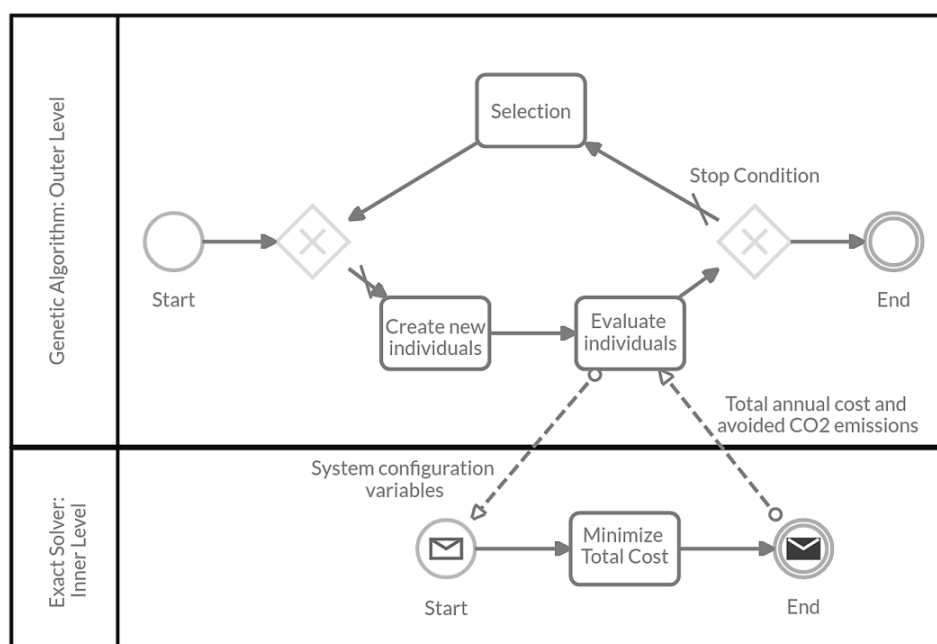 Genetic Algorithm: Outer Level
Selection
Stop Condition
Start
Create new
individuals
Evaluate
individuals
End
Total annual cost and
avoided CO2 emissions
Exact Solver:
Inner Level
System configuration
variables
Minimize
Total Cost
Start
End